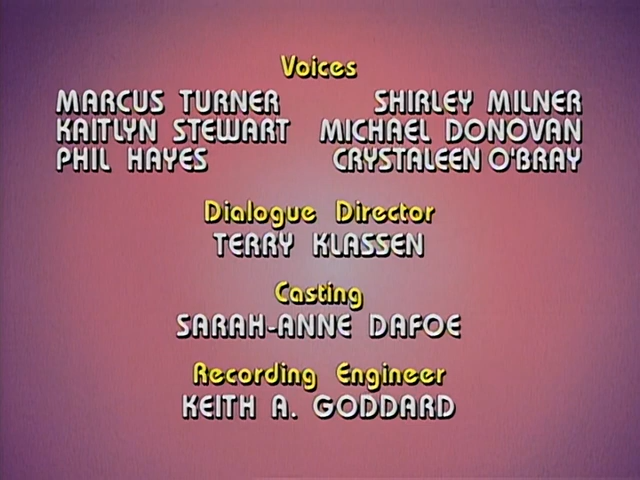 Voices
MARCUS TURNER SHIRLEY MILNER
KAITLYN STEWART MICHAEL DONOVAN
PHIL HAYES CRYSTALEEN O'BRAY
Dialogue Director
TERRY KLASSEN
Casting
SARAH-ANNE DAFOE
Recording Engineer
KEITH A. GODDARD